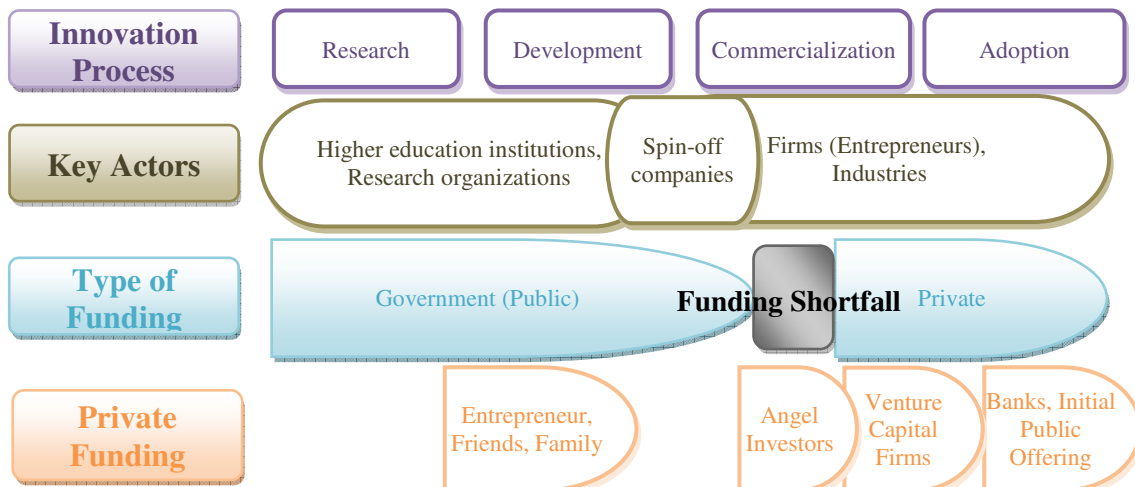 Innovation
Process
Research
Development
Commercialization
Adoption
Key Actors
Higher education institutions,
Research organizations
Spin-off
companies
Firms (Entrepreneurs),
Industries
Type of
Funding
Government (Public)
Funding Shortfall
Private
Private
Funding
Entrepreneur,
Friends, Family
Angel
Investors
Venture
Capital
Firms
Banks, Initial
Public
Offering